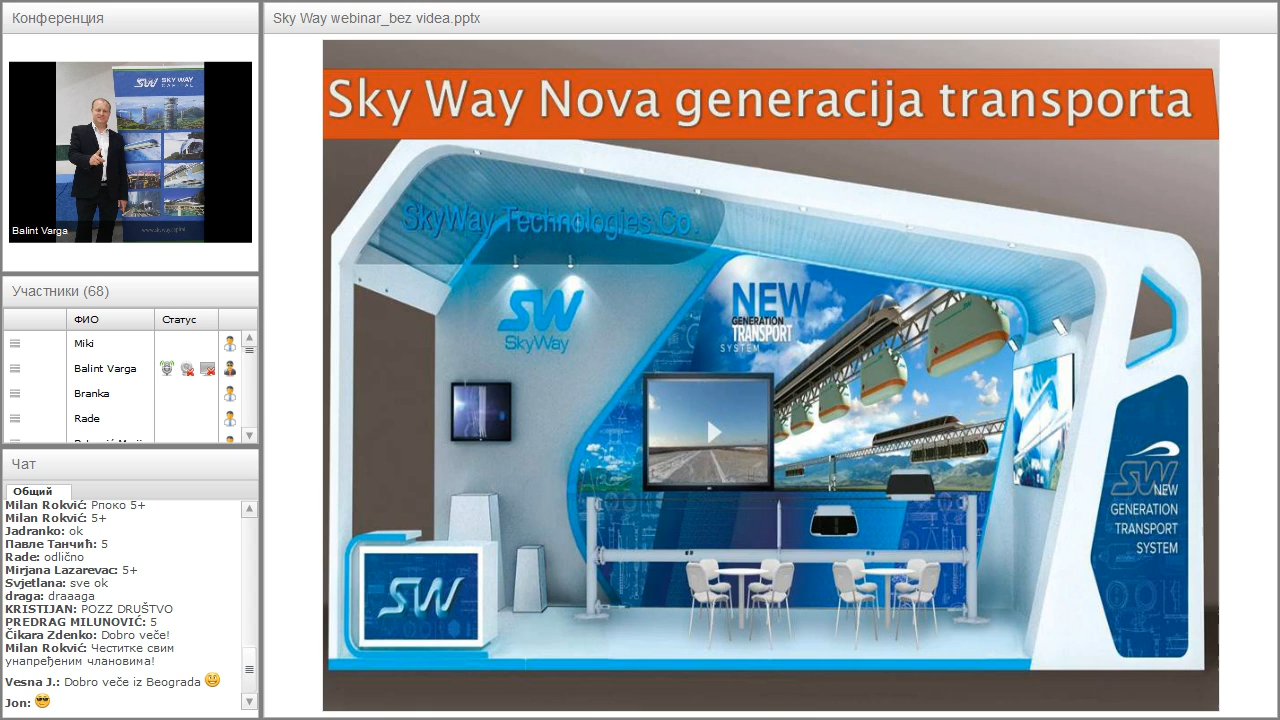 Конференция
SW SKY WAY
CAPITAL
Balint Varga
Участники (68)
ФИО Статус
Miki
Balint Varga
Branka
Rade
Чат
Общий
Milan Rokvić: Рпоко 5+
Milan Rokvić: 5+
Jadranko: ok
Павле Танчић: 5
Rade: odlično
Mirjana Lazarevac: 5+
Svjetlana: sve ok
draga: draaaga
KRISTIJAN: POZZ DRUŠTVO
PREDRAG MILUNOVIĆ: 5
Čikara Zdenko: Dobro veče!
Milan Rokvić: Честитке свим
унапређеним члановима!
Vesna J.: Dobro veče iz Beograda
Jon:
Sky Way webinar_bez videa.pptx
Sky Way Nova generacija transporta
SkyWay Technologies Co.
SW
SkyWay
NEW
GENERATION
TRANSPORT
SYSTEM
SW
SW NEW
GENERATION
TRANSPORT
SYSTEM